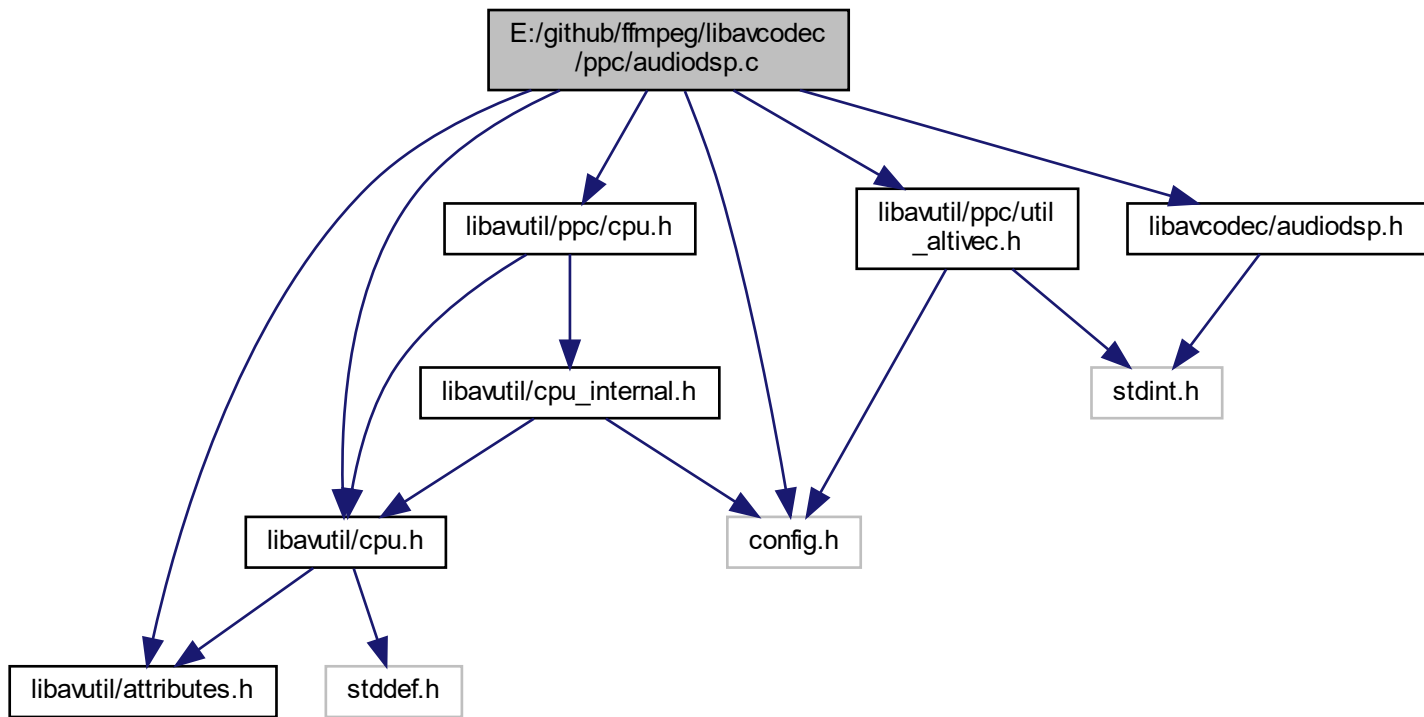 E:/github/ffmpeg/libavcodec
/ppc/audiodsp.c
libavutil/ppc/cpu.h
libavutil/ppc/util
_altivec.h
libavcodec/audiodsp.h
libavutil/cpu_internal.h
stdint.h
libavutil/cpu.h
config.h
libavutil/attributes.h
stddef.h